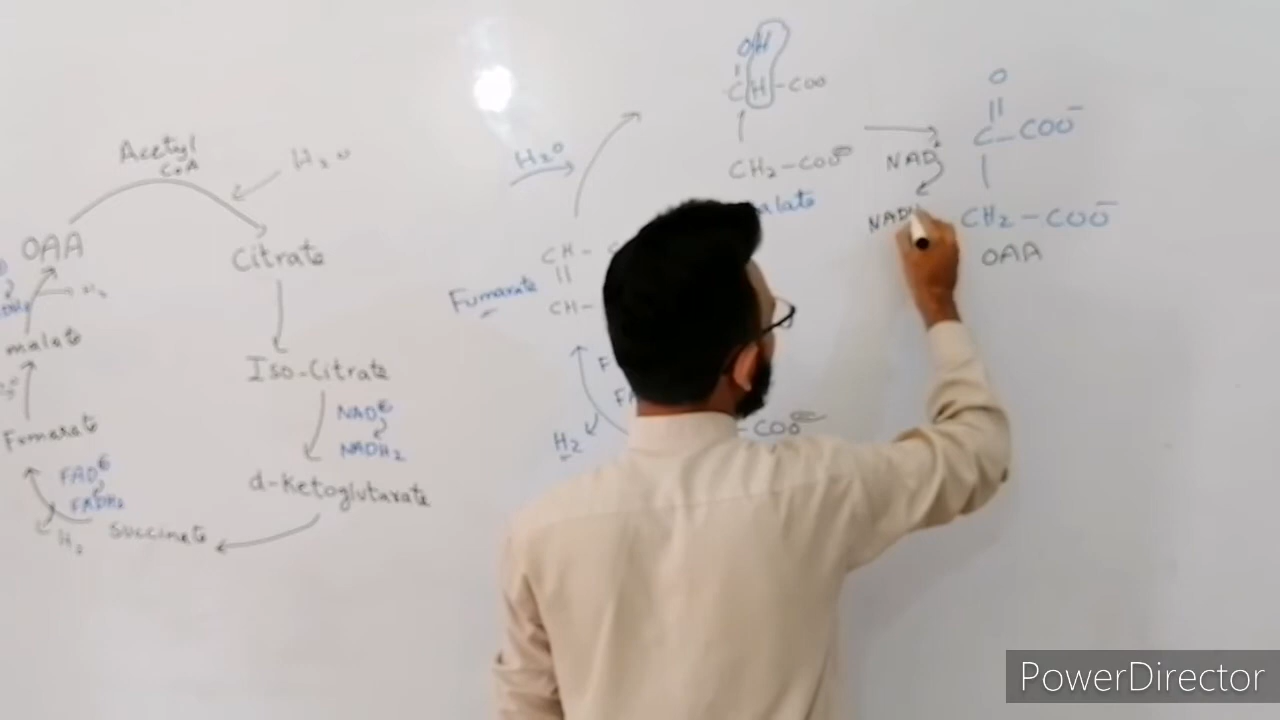 Acetyl
CoA
H₂O
OAA
Citrate
malate
Iso-Citrate
NAD
NADH₂
Fumarate
FAD
FADH₂
d-Ketoglutarate
H₂
Succinate
H₂O
OH
C H - COO
CH₂-COO⊖
Fumarate
CH-
CH-
H₂
COO
NAD
NADH
O
C-COO⁻
CH₂-COO⁻
OAA
PowerDirector